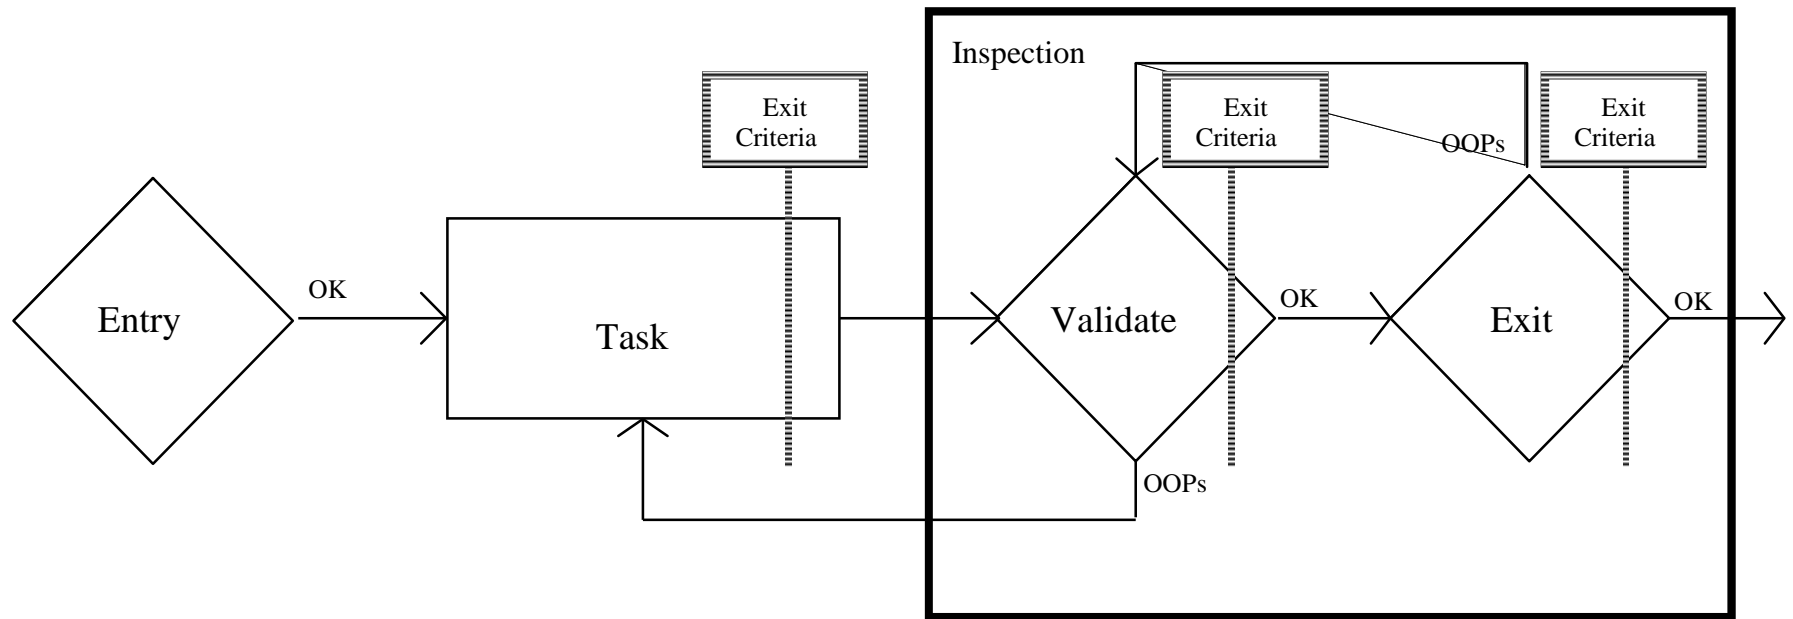 Inspection
Exit
Criteria
Exit
Criteria
OOPs
Exit
Criteria
Entry
OK
Task
Validate
OK
Exit
OK
OOPs